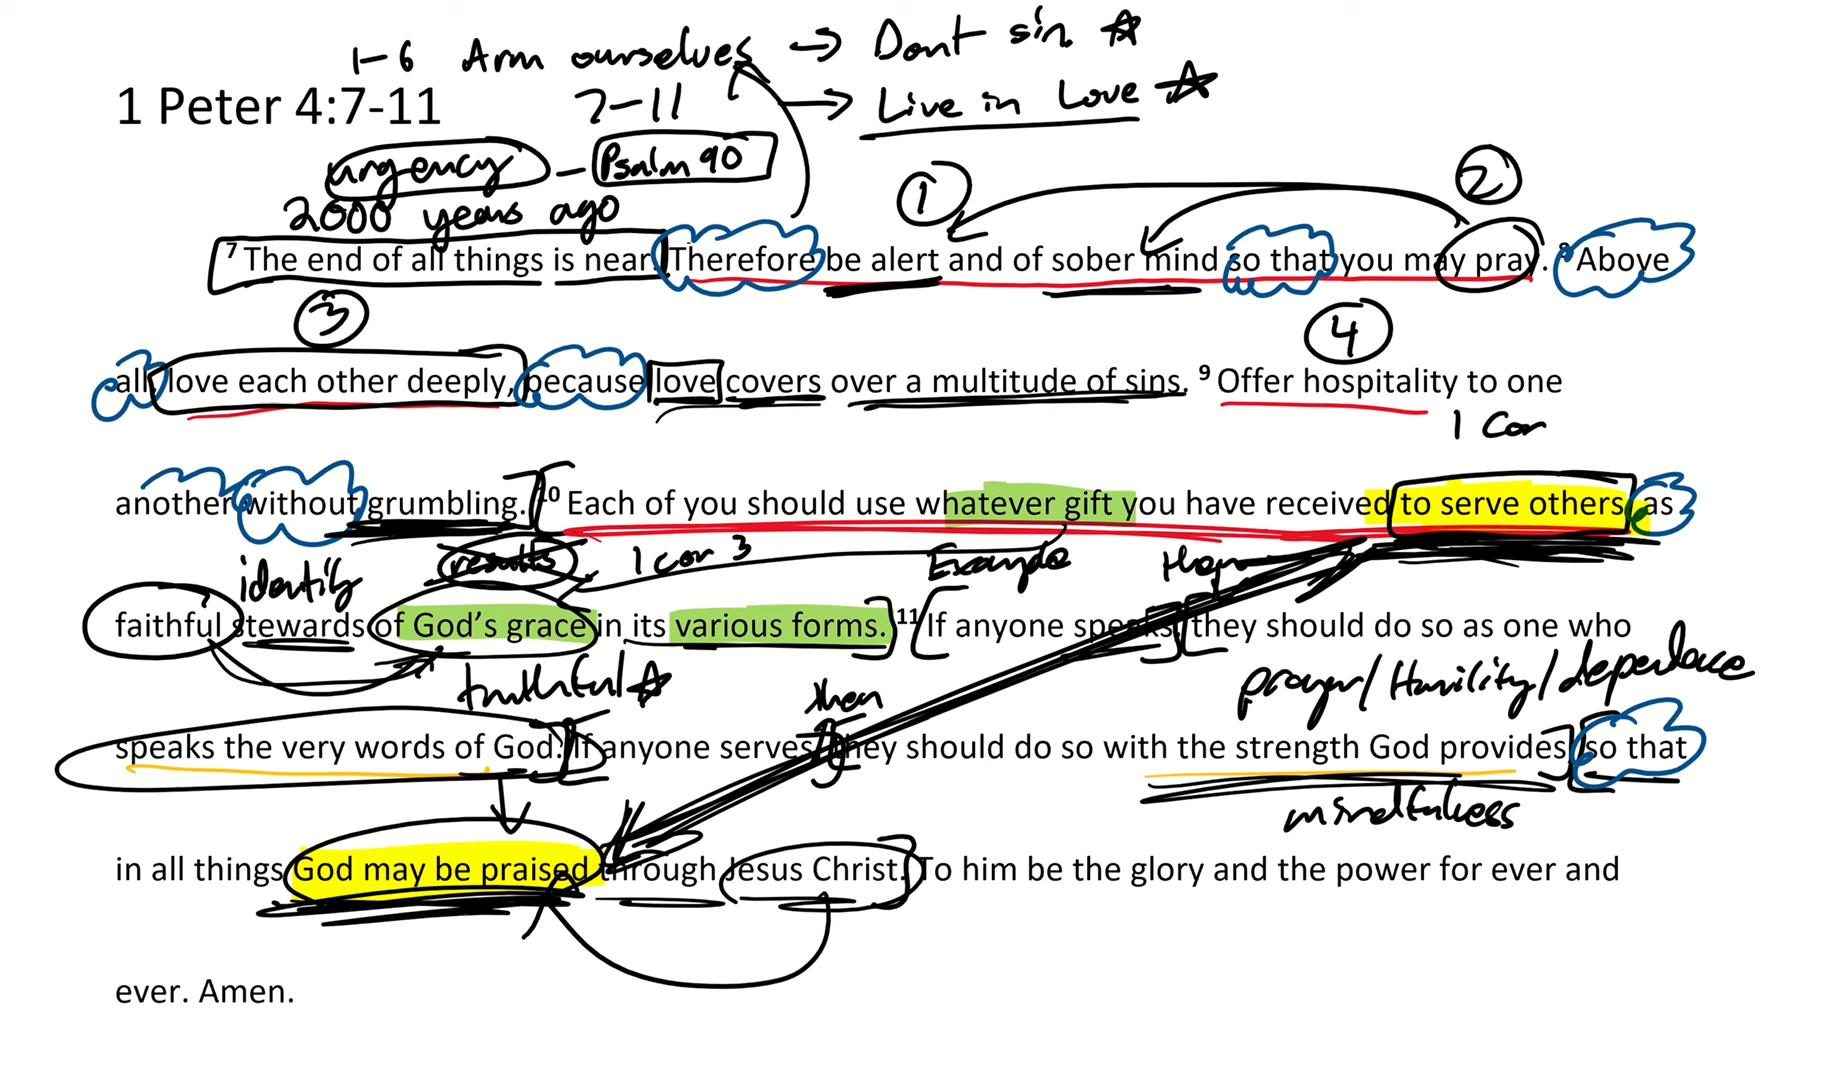 1-6 Arm ourselves → Dont sin ☆
1 Peter 4:7-11 7-11 → Live in Love ☆
urgency – Psalm 90
2000 years ago
① ②
⁷ The end of all things is near. Therefore be alert and of sober mind so that you may pray. ⁸ Above
③ ④
all, love each other deeply, because love covers over a multitude of sins. ⁹ Offer hospitality to one
1 Cor
another without grumbling. ¹⁰ Each of you should use whatever gift you have received to serve others, as
identity results 1 cor 3 Example then
faithful stewards of God’s grace in its various forms. ¹¹ If anyone speaks, they should do so as one who
truthful ☆ then prayer/Humility/dependace
speaks the very words of God. If anyone serves, they should do so with the strength God provides, so that
mindfulness
in all things God may be praised through Jesus Christ. To him be the glory and the power for ever and
ever. Amen.